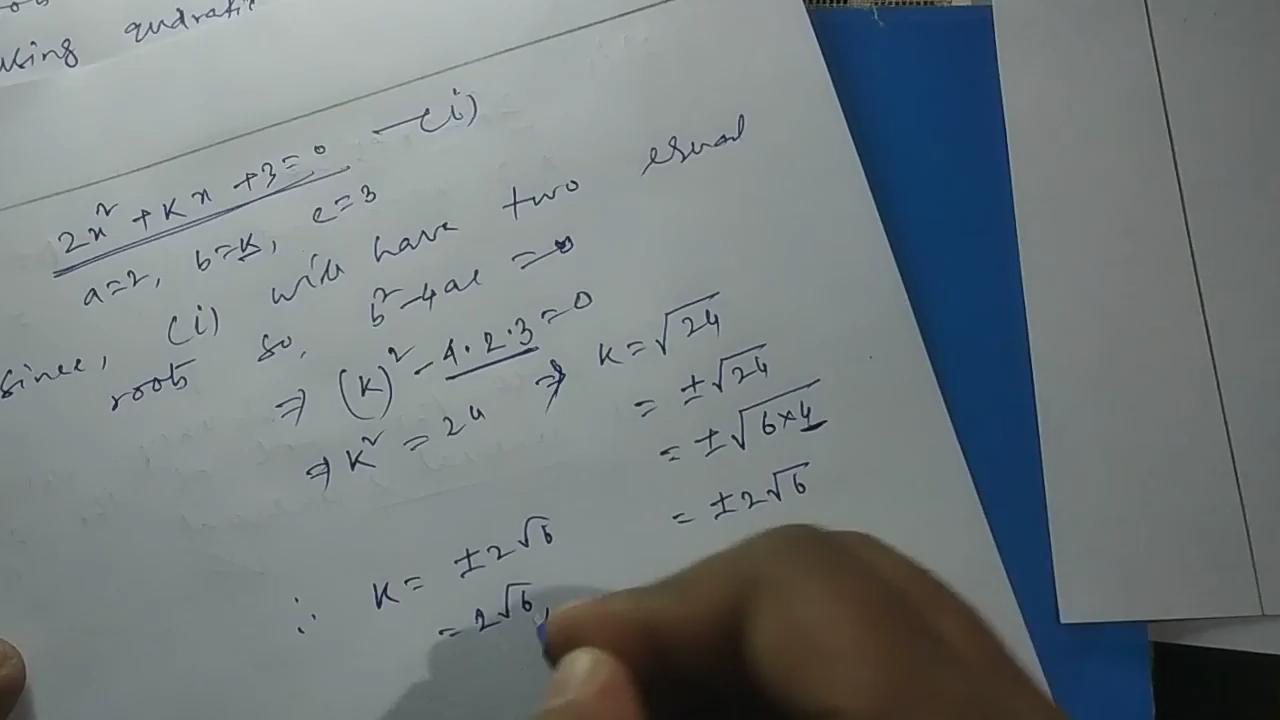 using
2x² + Kx + 3 = 0 —(i)
a=2, b=K, c=3
since, (i) will have two equal
roots so, b²-4ac = 0
⇒ (K)² - 4·2·3 = 0
⇒ K² = 24 ⇒ K = √24
= ±√24
= ±√6×4
= ±2√6
∴ K = ±2√6
= 2√6,